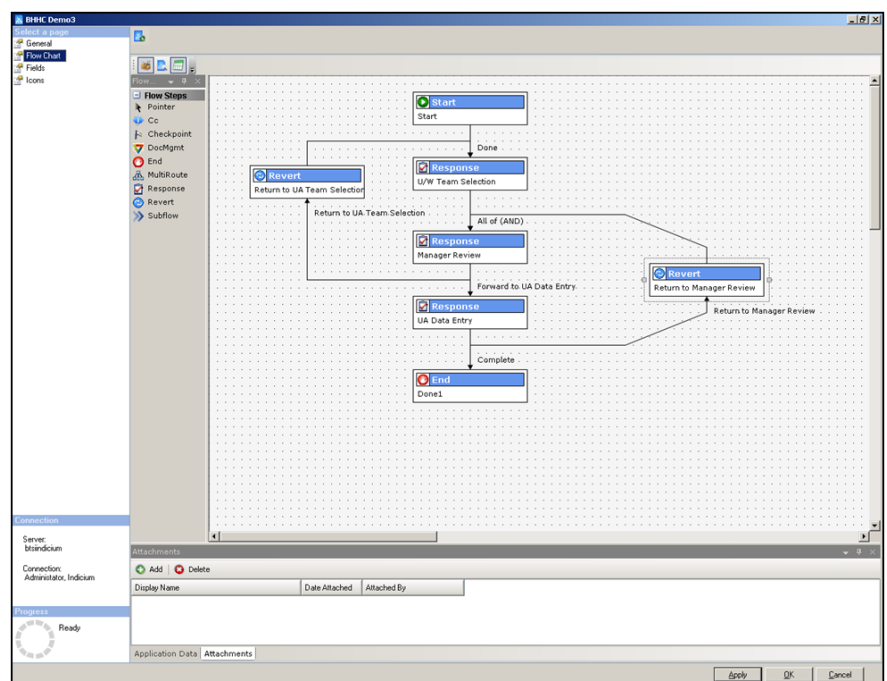 BHHC Demo3
Select a page
General
Flow Chart
Fields
Icons
Flow...
Flow Steps
Pointer
Cc
Checkpoint
DocMgmt
End
MultiRoute
Response
Revert
Subflow
Start
Start
Done
Response
U/W Team Selection
Revert
Return to UA Team Selection
Return to UA Team Selection
All of (AND)
Response
Manager Review
Revert
Return to Manager Review
Forward to UA Data Entry
Return to Manager Review
Response
UA Data Entry
Complete
End
Done1
Connection
Server:
btsindicium
Connection:
Administrator, Indicium
Progress
Ready
Attachments
Add Delete
Display Name Date Attached Attached By
Application Data Attachments
Apply OK Cancel